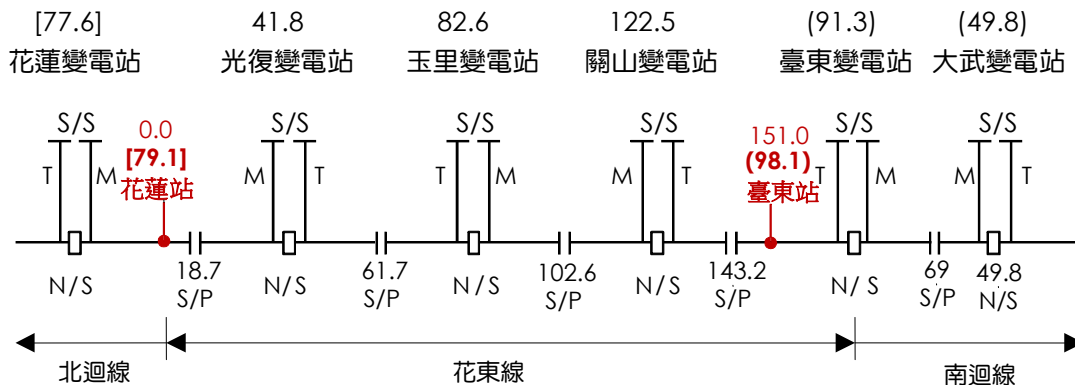 [77.6] 41.8 82.6 122.5 (91.3) (49.8)
花蓮變電站 光復變電站 玉里變電站 關山變電站 臺東變電站 大武變電站
S/S S/S S/S S/S S/S S/S
0.0 151.0
[79.1] (98.1)
T M M T T M M T T M M T
花蓮站 臺東站
18.7 61.7 102.6 143.2 69 49.8
N/S N/S N/S N/S N/S
S/P S/P S/P S/P S/P N/S
北迴線 花東線 南迴線